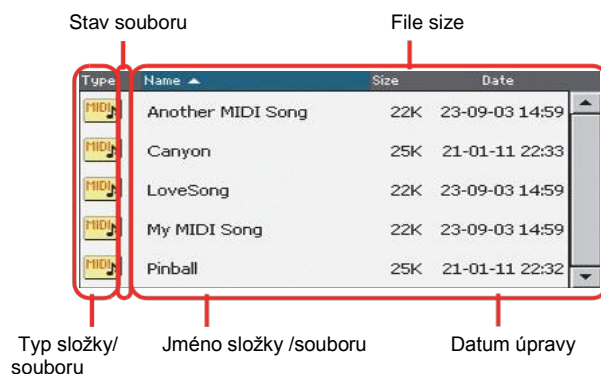 Stav souboru File size
Type Name Size Date
MIDI Another MIDI Song 22K 23-09-03 14:59
MIDI Canyon 25K 21-01-11 22:33
MIDI LoveSong 22K 23-09-03 14:59
MIDI My MIDI Song 22K 23-09-03 14:59
MIDI Pinball 25K 21-01-11 22:32
Typ složky/ Jméno složky /souboru Datum úpravy
souboru